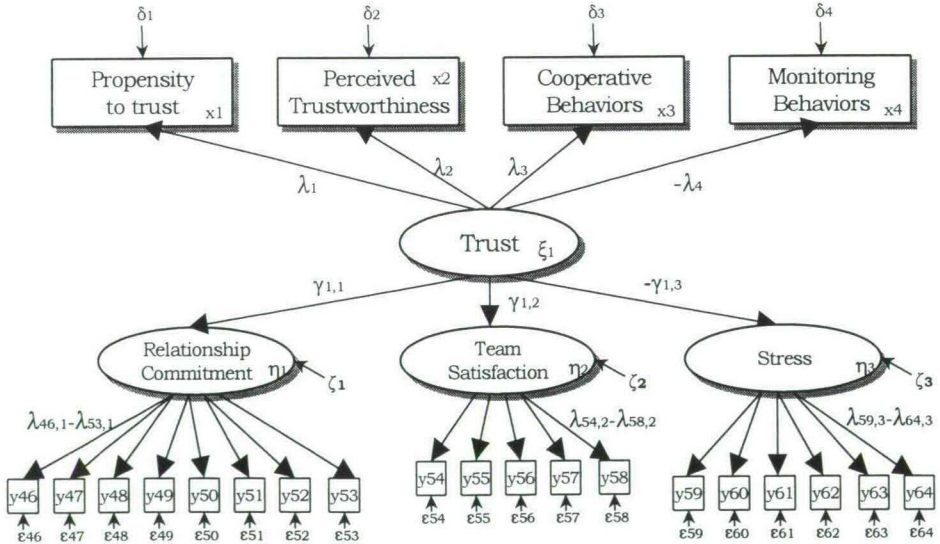 δ1 δ2 δ3 δ4
Propensity
to trust x1
Perceived x2
Trustworthiness
Cooperative
Behaviors x3
Monitoring
Behaviors x4
λ1 λ2 λ3 -λ4
Trust ξ1
γ1,1 γ1,2 -γ1,3
Relationship
Commitment η1
ζ1
Team
Satisfaction η2
ζ2
Stress η3
ζ3
λ46,1-λ53,1 λ54,2-λ58,2 λ59,3-λ64,3
y46 y47 y48 y49 y50 y51 y52 y53
ε46 ε47 ε48 ε49 ε50 ε51 ε52 ε53
y54 y55 y56 y57 y58
ε54 ε55 ε56 ε57 ε58
y59 y60 y61 y62 y63 y64
ε59 ε60 ε61 ε62 ε63 ε64